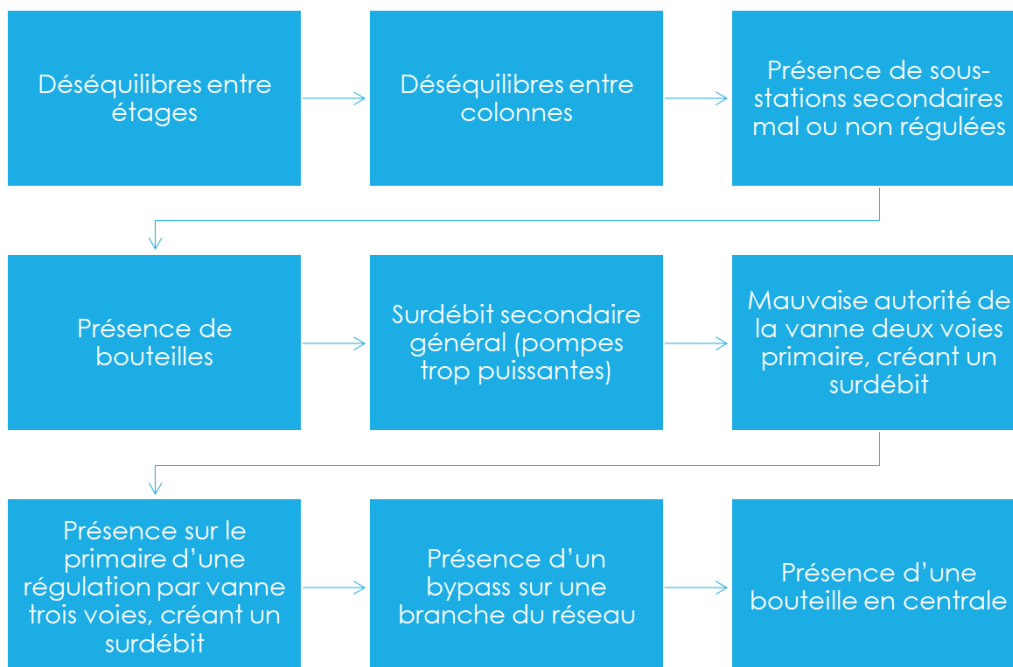 Déséquilibres entre
étages
Déséquilibres entre
colonnes
Présence de sous-
stations secondaires
mal ou non régulées
Présence de
bouteilles
Surdébit secondaire
général (pompes
trop puissantes)
Mauvaise autorité de
la vanne deux voies
primaire, créant un
surdébit
Présence sur le
primaire d'une
régulation par vanne
trois voies, créant un
surdébit
Présence d'un
bypass sur une
branche du réseau
Présence d'une
bouteille en centrale